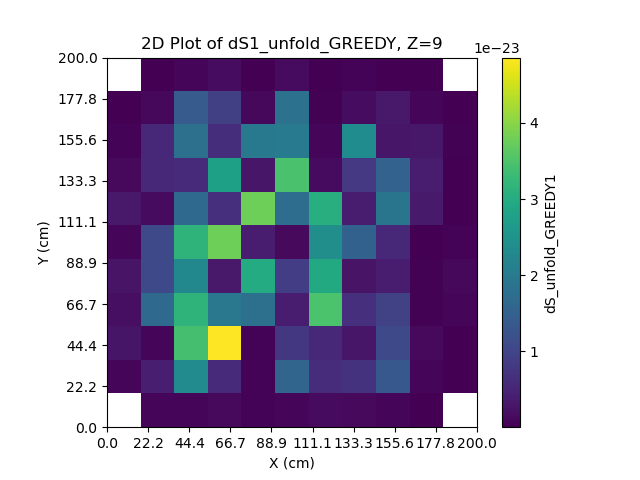 2D Plot of dS1_unfold_GREEDY, Z=9
1e−23
200.0
177.8
155.6
133.3
111.1
88.9
66.7
44.4
22.2
0.0
Y (cm)
0.0 22.2 44.4 66.7 88.9 111.1 133.3 155.6 177.8 200.0
X (cm)
4
3
2
1
dS_unfold_GREEDY1